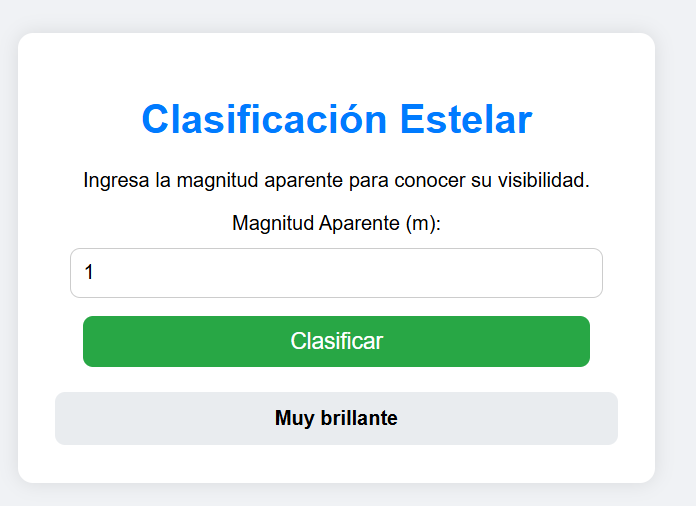 Clasificación Estelar
Ingresa la magnitud aparente para conocer su visibilidad.
Magnitud Aparente (m):
1
Clasificar
Muy brillante